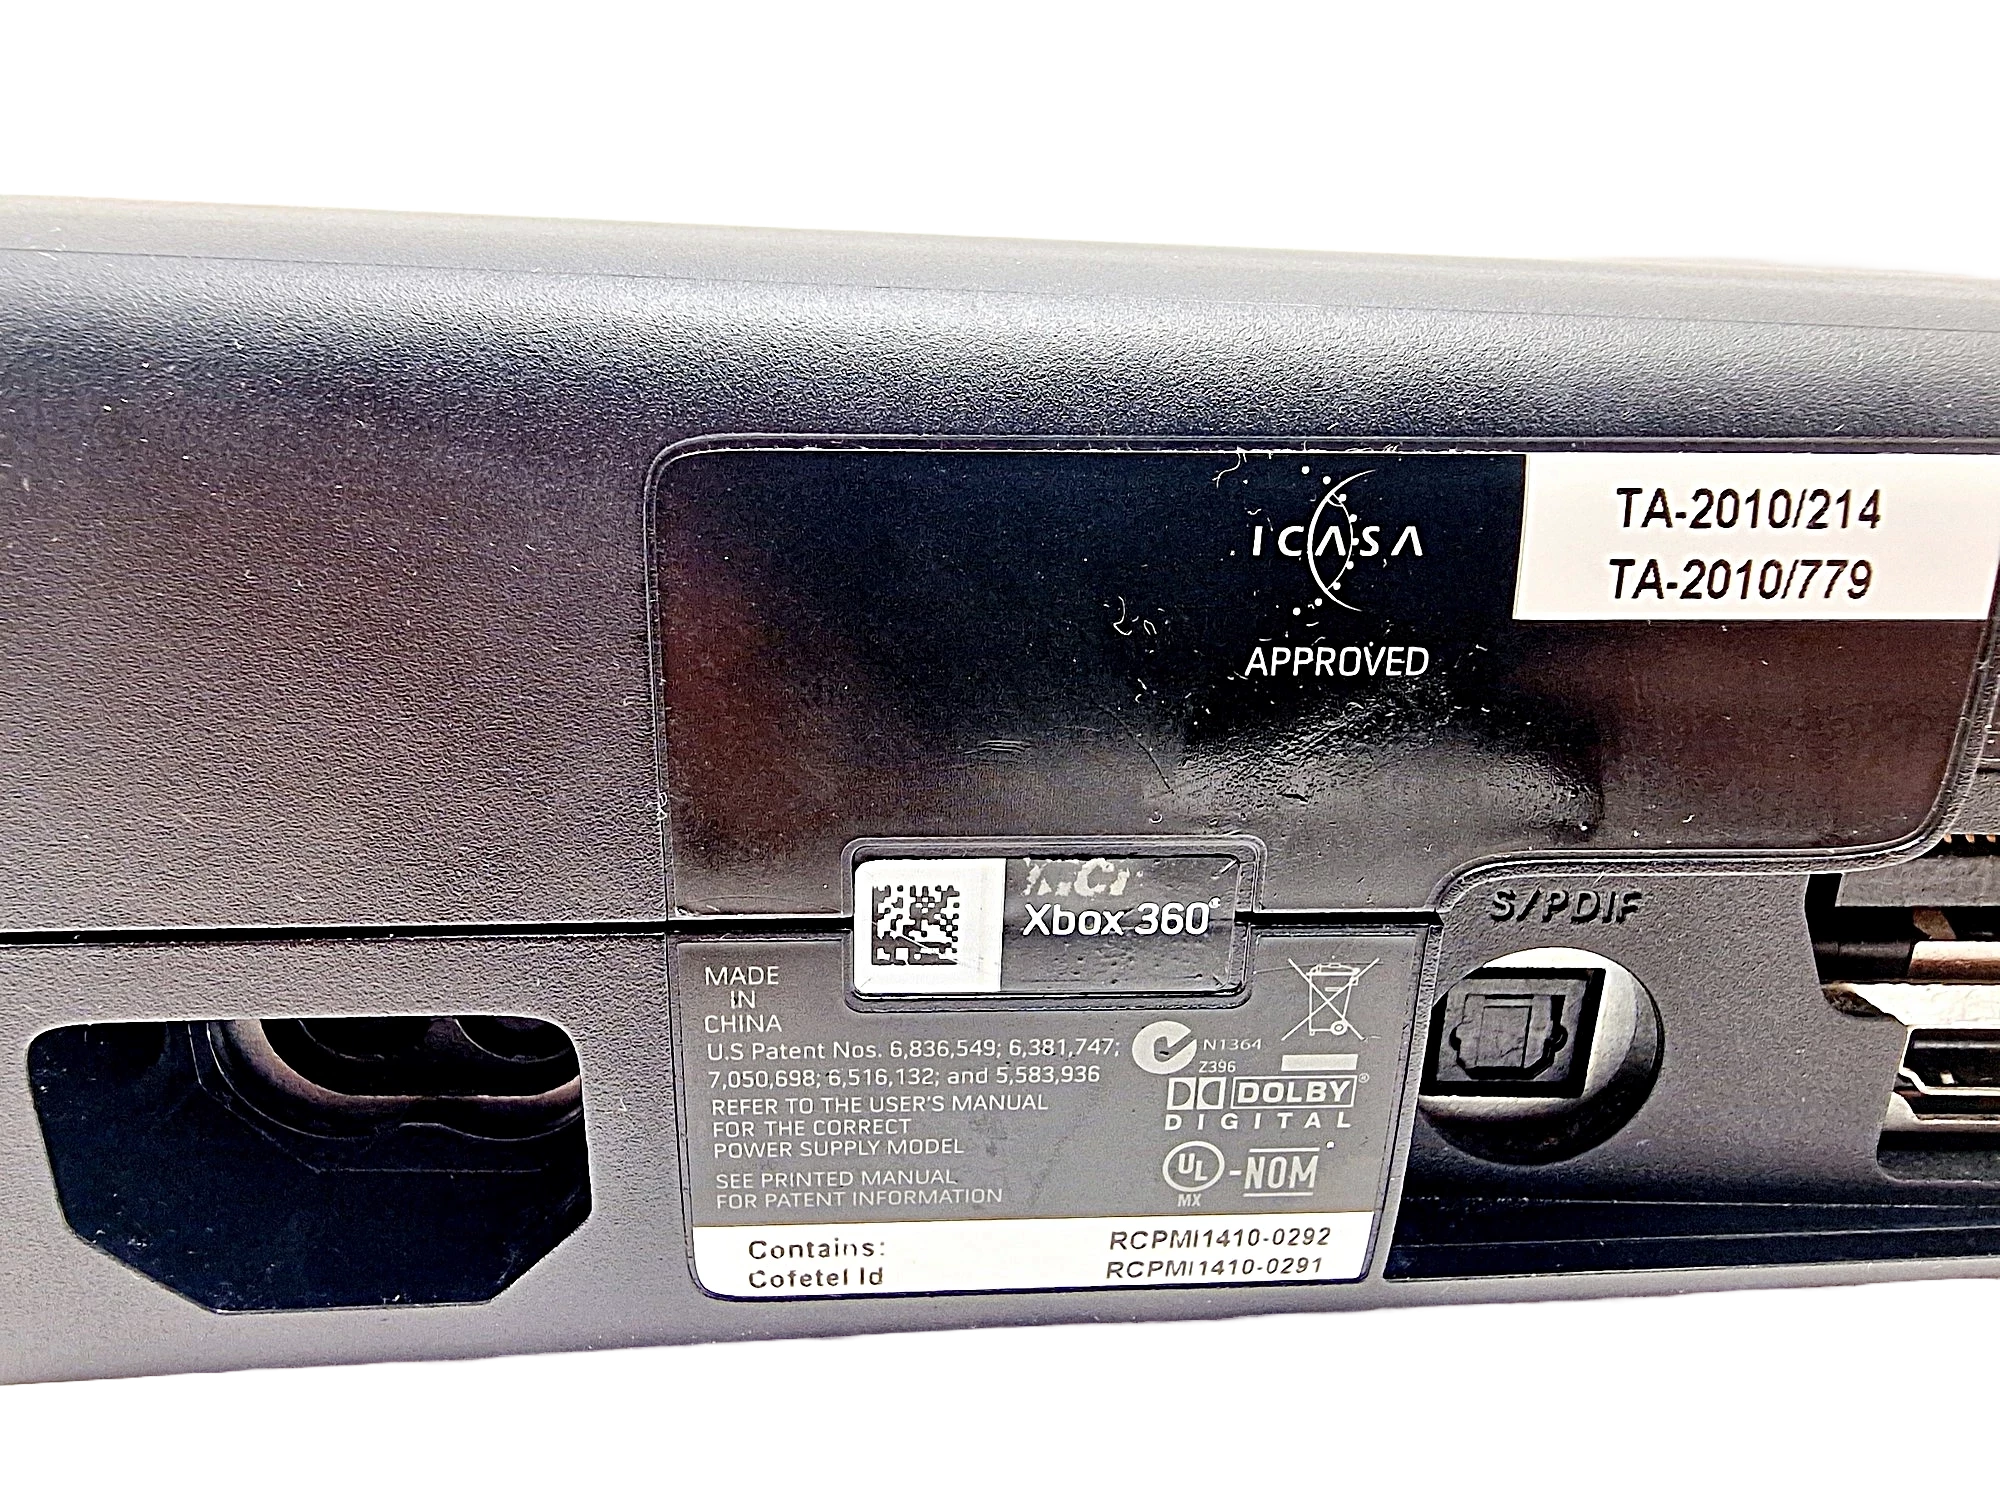 ICASA
APPROVED
TA-2010/214
TA-2010/779
Xbox 360
S/PDIF
MADE
IN
CHINA
U.S Patent Nos. 6,836,549; 6,381,747;
7,050,698; 6,516,132; and 5,583,936
REFER TO THE USER'S MANUAL
FOR THE CORRECT
POWER SUPPLY MODEL
SEE PRINTED MANUAL
FOR PATENT INFORMATION
N1364
Z396
DOLBY®
DIGITAL
UL-NOM
MX
Contains: RCPMI1410-0292
Cofetel Id RCPMI1410-0291